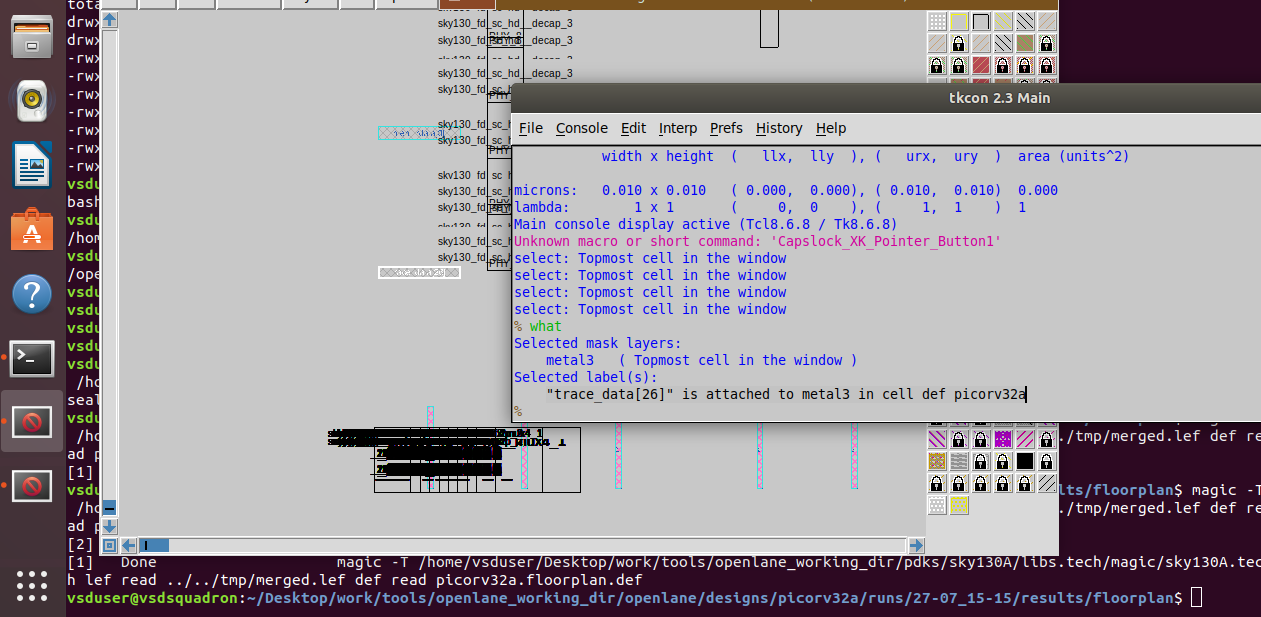 tota
drwx
drwx
-rwx
-rwx
-rwx
-rwx
-rwx
-rwx
-rwx
vsdu
bash
vsdu
/hom
vsdu
/ope
vsdu
vsdu
vsdu
vsdu
vsdu
/ho
seal
vsdu
/ho
ad p
[1]
vsdu
/ho
ad p
[2]
sky130_fd_sc_hd__decap_3
sky130_fd_sc_hd__decap_3
sky130_fd_sc_hd__decap_3
sky130_fd_sc_hd__decap_3
sky130_fd_sc
PHY
sky130_fd_sc_h
sky130_fd_sc
PHY
sky130_fd_sc_h
sky130_fd_sc_h
sky130_fd_sc_h
sky130_fd_sc_h
sky130_fd_sc
PHY
tkcon 2.3 Main
File Console Edit Interp Prefs History Help
width x height ( llx, lly ), ( urx, ury ) area (units^2)
microns: 0.010 x 0.010 ( 0.000, 0.000), ( 0.010, 0.010) 0.000
lambda: 1 x 1 ( 0, 0 ), ( 1, 1 ) 1
Main console display active (Tcl8.6.8 / Tk8.6.8)
Unknown macro or short command: 'Capslock_XK_Pointer_Button1'
select: Topmost cell in the window
select: Topmost cell in the window
select: Topmost cell in the window
select: Topmost cell in the window
% what
Selected mask layers:
metal3 ( Topmost cell in the window )
Selected label(s):
"trace_data[26]" is attached to metal3 in cell def picorv32a
%
./tmp/merged.lef def re
lts/floorplan$ magic -T
./tmp/merged.lef def re
[1] Done magic -T /home/vsduser/Desktop/work/tools/openlane_working_dir/pdks/sky130A/libs.tech/magic/sky130A.tec
h lef read ../../tmp/merged.lef def read picorv32a.floorplan.def
vsduser@vsdsquadron:~/Desktop/work/tools/openlane_working_dir/openlane/designs/picorv32a/runs/27-07_15-15/results/floorplan$